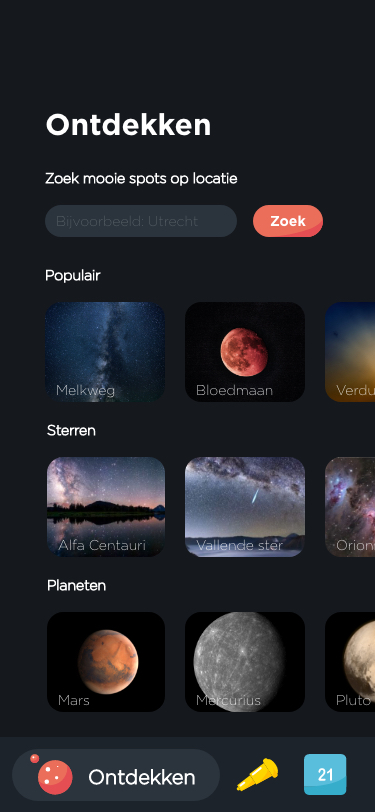 Ontdekken
Zoek mooie spots op locatie
Bijvoorbeeld: Utrecht
Zoek
Populair
Melkweg
Bloedmaan
Verdu
Sterren
Alfa Centauri
Vallende ster
Orion
Planeten
Mars
Mercurius
Pluto
Ontdekken
21